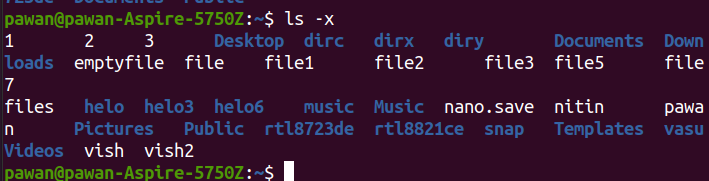 pawan@pawan-Aspire-5750Z:~$ ls -x
1 2 3 Desktop dirc dirx diry Documents Down
loads emptyfile file file1 file2 file3 file5 file
7
files helo helo3 helo6 music Music nano.save nitin pawa
n Pictures Public rtl8723de rtl8821ce snap Templates vasu
Videos vish vish2
pawan@pawan-Aspire-5750Z:~$